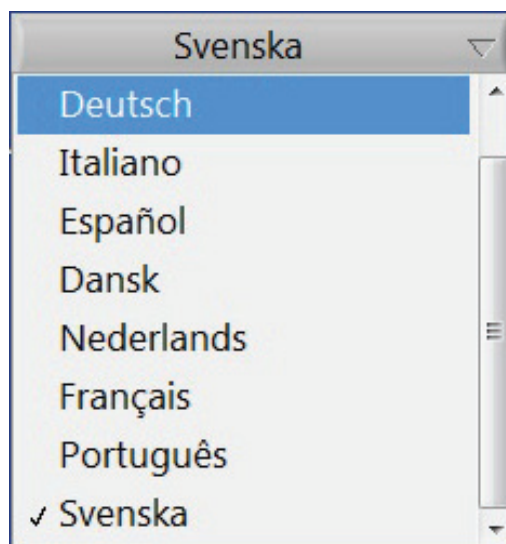 Svenska
Deutsch
Italiano
Español
Dansk
Nederlands
Français
Português
✓ Svenska